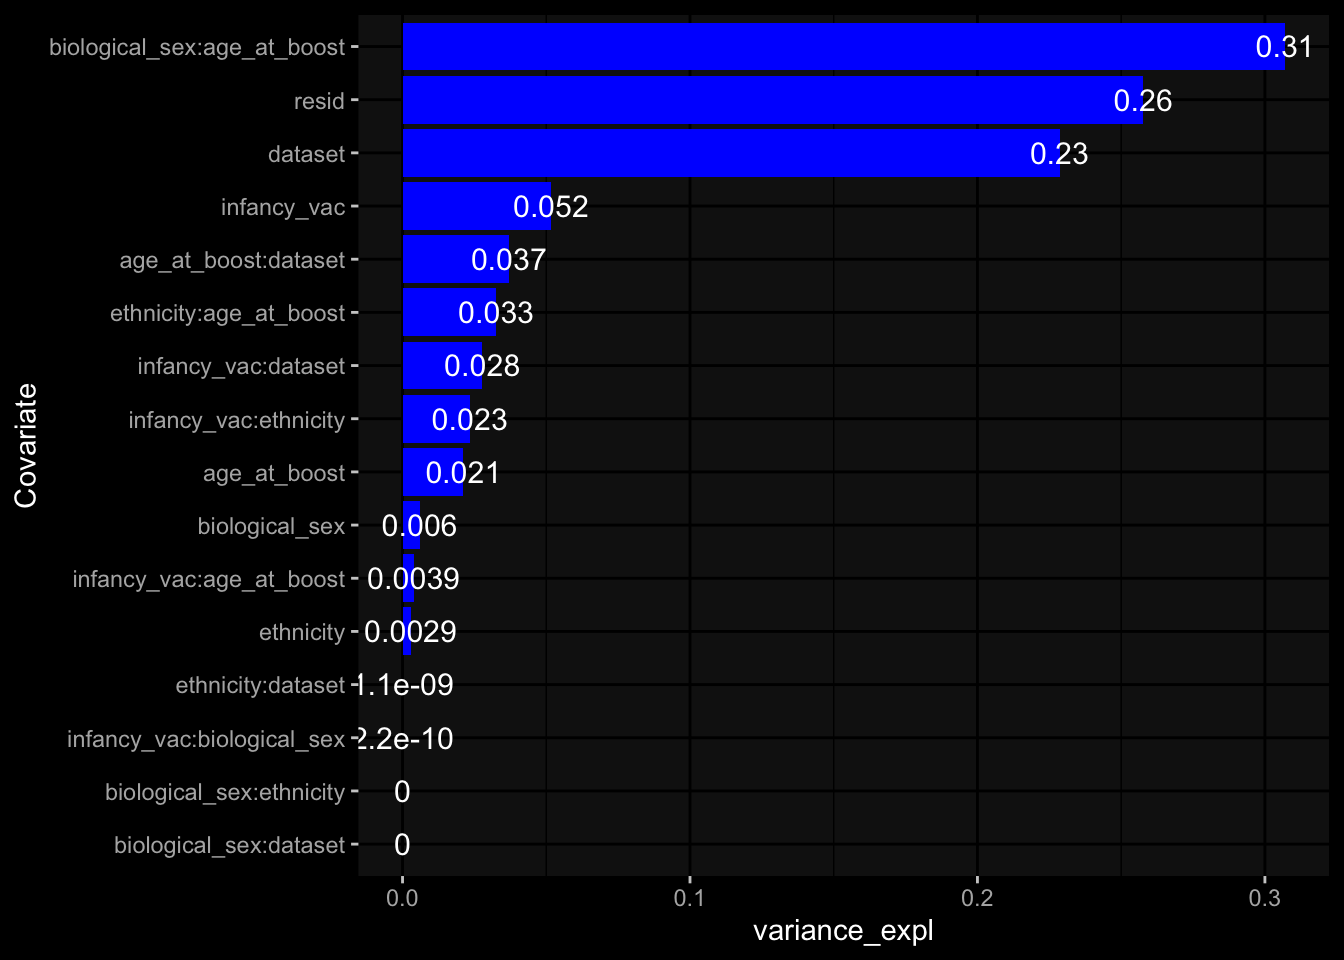 biological_sex:age_at_boost 0.31
resid 0.26
dataset 0.23
infancy_vac 0.052
age_at_boost:dataset 0.037
ethnicity:age_at_boost 0.033
infancy_vac:dataset 0.028
infancy_vac:ethnicity 0.023
age_at_boost 0.021
biological_sex 0.006
infancy_vac:age_at_boost 0.0039
ethnicity 0.0029
ethnicity:dataset 1.1e-09
infancy_vac:biological_sex 2.2e-10
biological_sex:ethnicity 0
biological_sex:dataset 0
Covariate
0.0 0.1 0.2 0.3
variance_expl